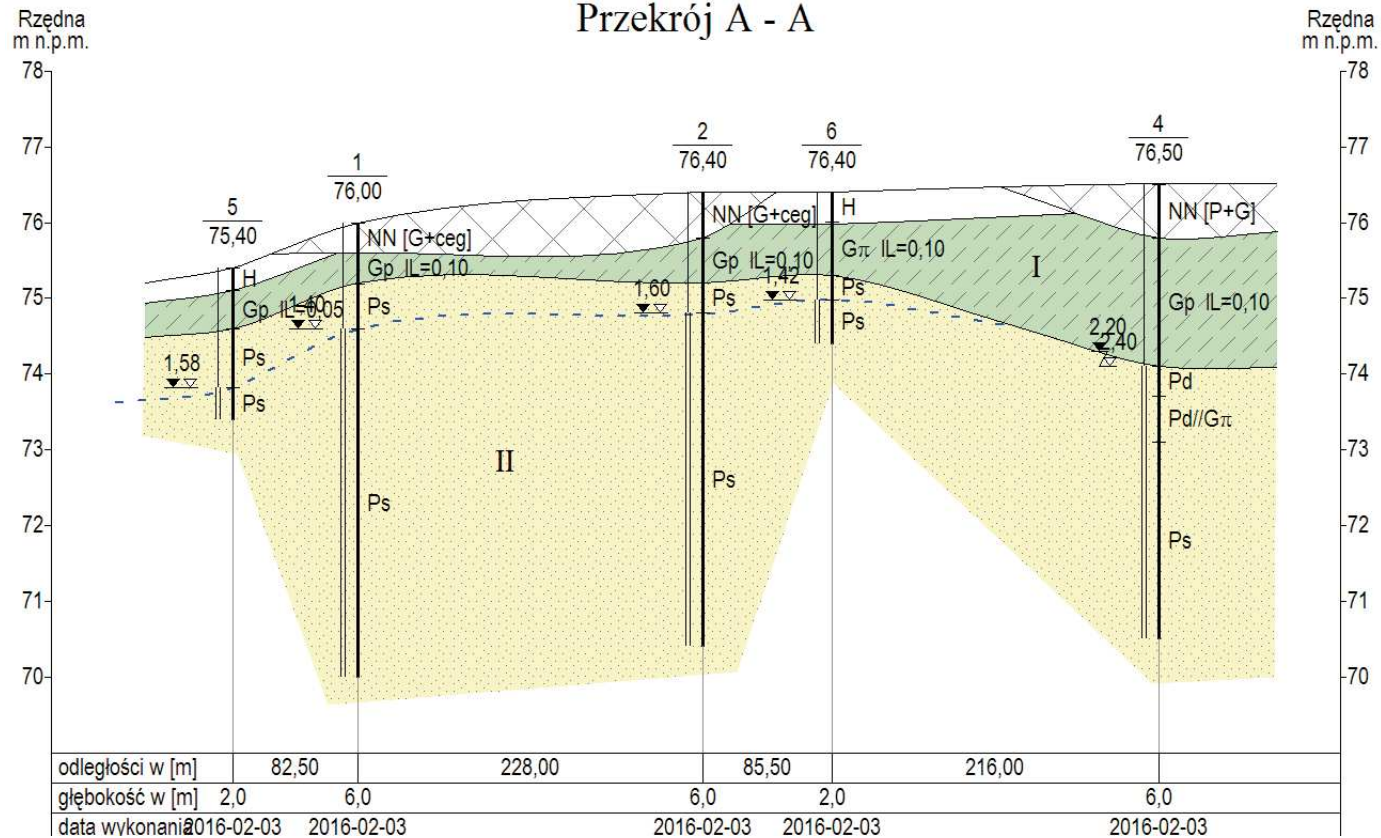 Przekrój A - A
Rzędna
m n.p.m.
Rzędna
m n.p.m.
78
78
77
77
76
76
75
75
74
74
73
73
72
72
71
71
70
70
5
75,40
1
76,00
2
76,40
6
76,40
4
76,50
H
Gp IL=0,05
Ps
Ps
1,58
NN [G+ceg]
Gp IL=0,10
1,40
Ps
Ps
NN [G+ceg]
Gp IL=0,10
1,60
Ps
Ps
H
Gπ IL=0,10
1,42
Ps
Ps
NN [P+G]
Gp IL=0,10
2,20
2,40
Pd
Pd//Gπ
Ps
I
II
odległości w [m] 82,50 228,00 85,50 216,00
głębokość w [m] 2,0 6,0 6,0 2,0 6,0
data wykonania 2016-02-03 2016-02-03 2016-02-03 2016-02-03 2016-02-03